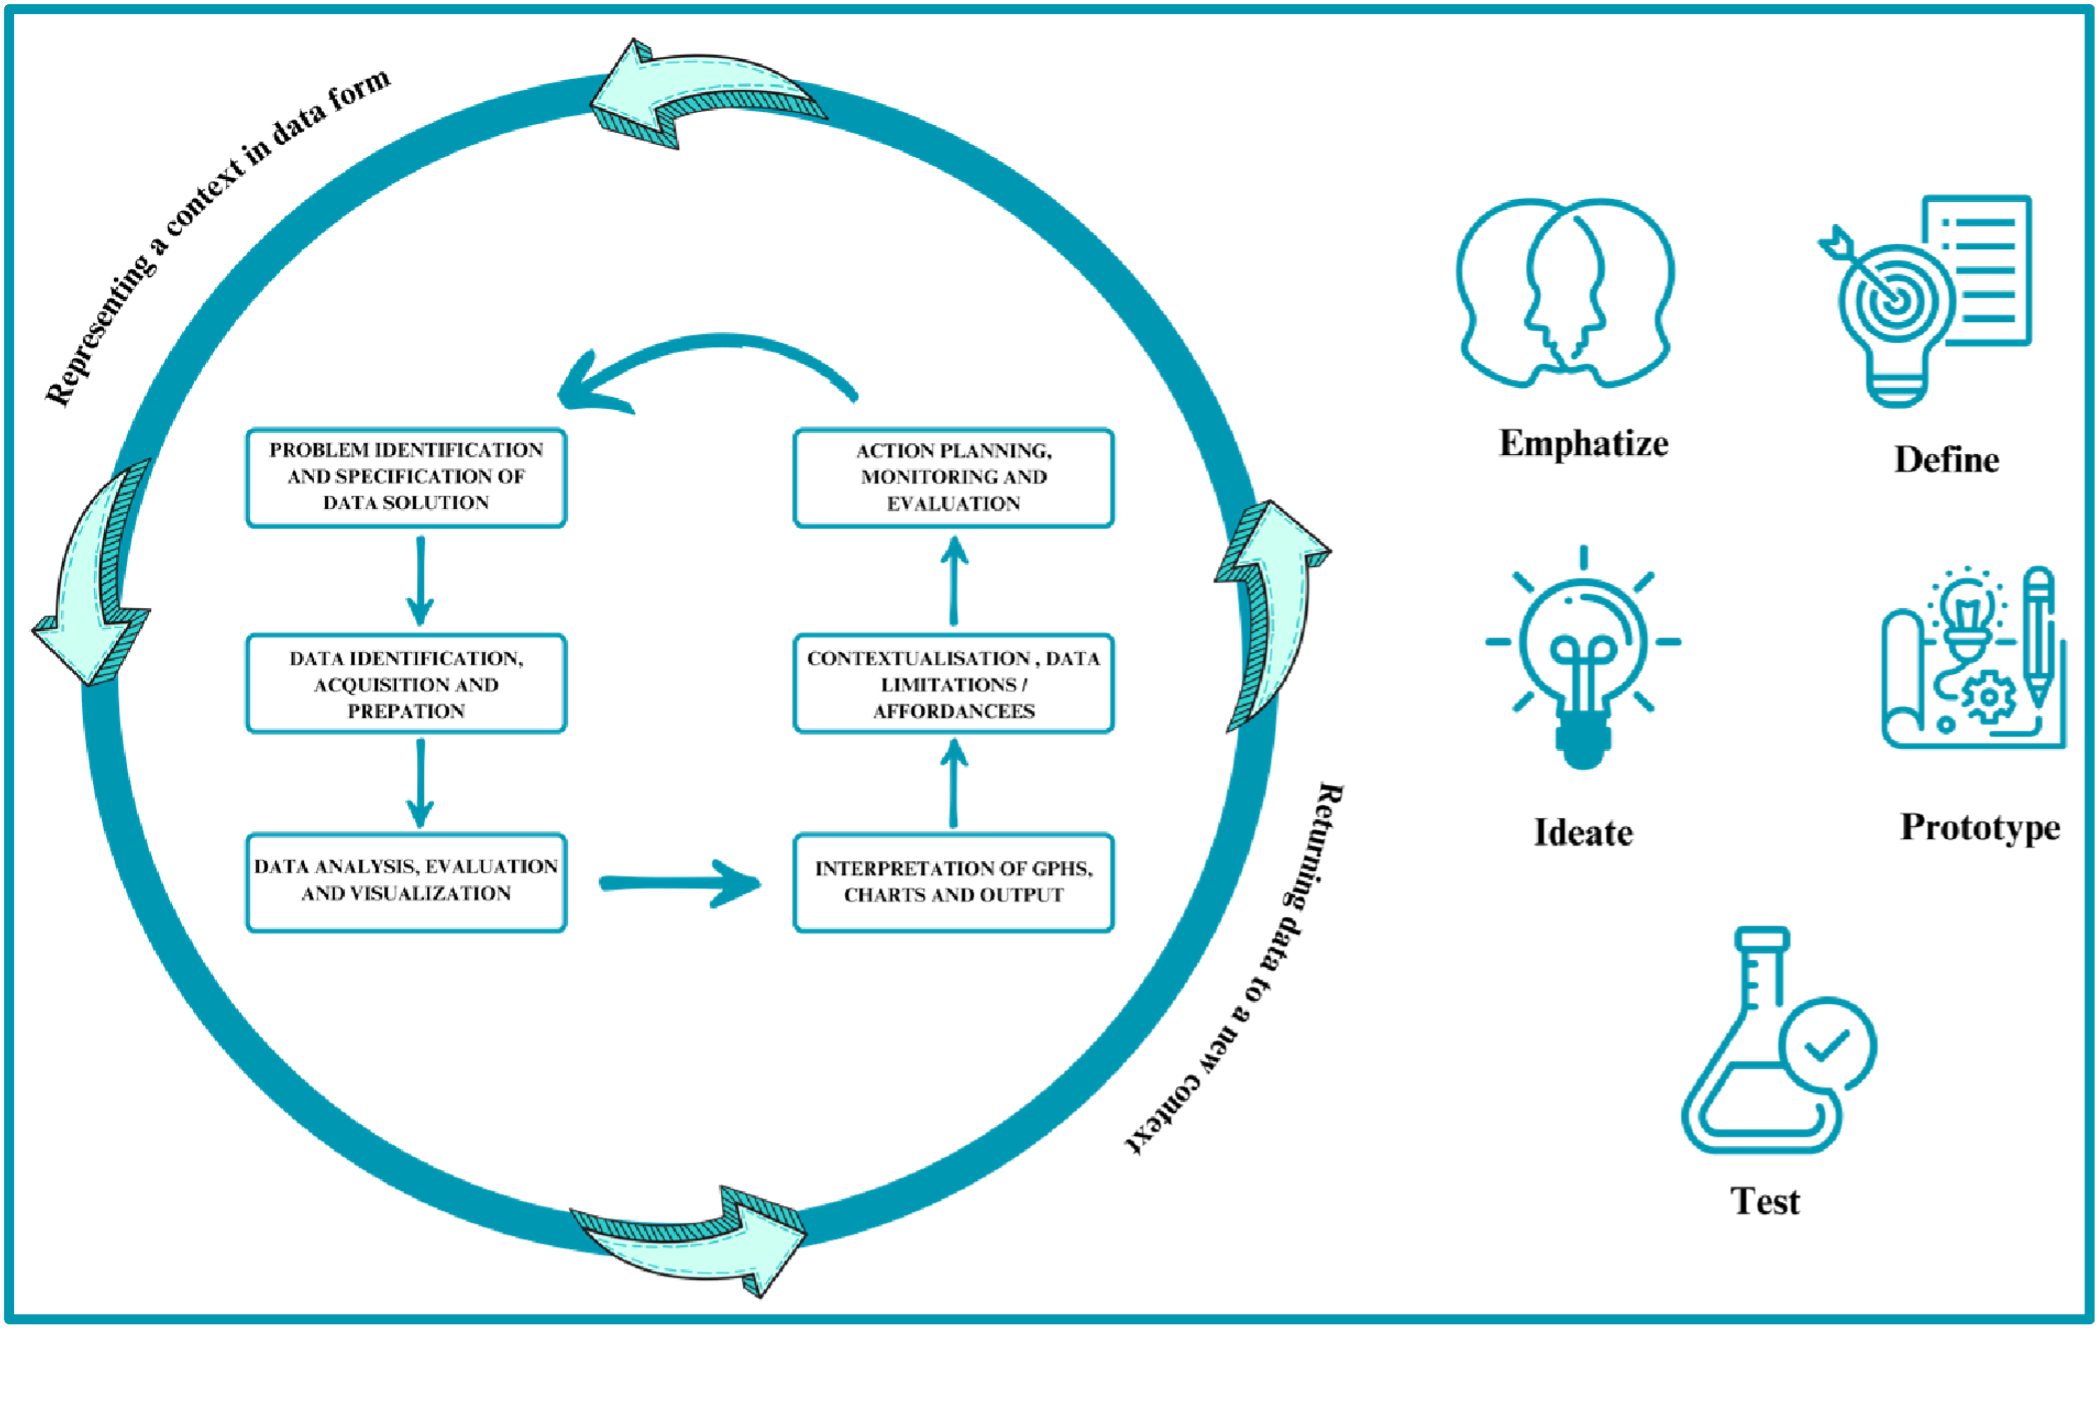 Representing a context in data form
PROBLEM IDENTIFICATION
AND SPECIFICATION OF
DATA SOLUTION
DATA IDENTIFICATION,
ACQUISITION AND
PREPATION
DATA ANALYSIS, EVALUATION
AND VISUALIZATION
INTERPRETATION OF GPHS,
CHARTS AND OUTPUT
CONTEXTUALISATION , DATA
LIMITATIONS /
AFFORDANCEES
ACTION PLANNING,
MONITORING AND
EVALUATION
Returning data to a new context
Emphatize
Define
Ideate
Prototype
Test